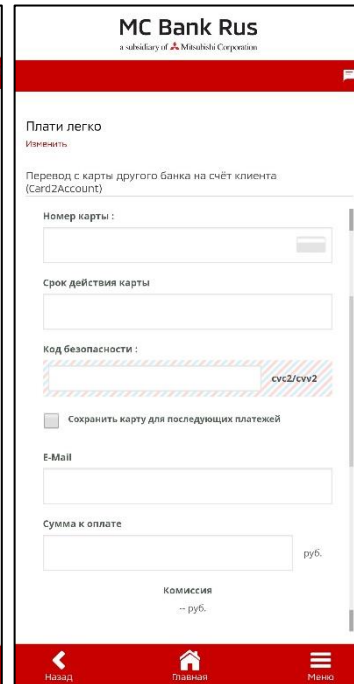 MC Bank Rus
a subsidiary of Mitsubishi Corporation
Плати легко
Изменить
Перевод с карты другого банка на счёт клиента
(Card2Account)
Номер карты :
Срок действия карты
Код безопасности :
cvc2/cvv2
Сохранить карту для последующих платежей
E-Mail
Сумма к оплате
руб.
Комиссия
-- руб.
Назад
Главная
Меню